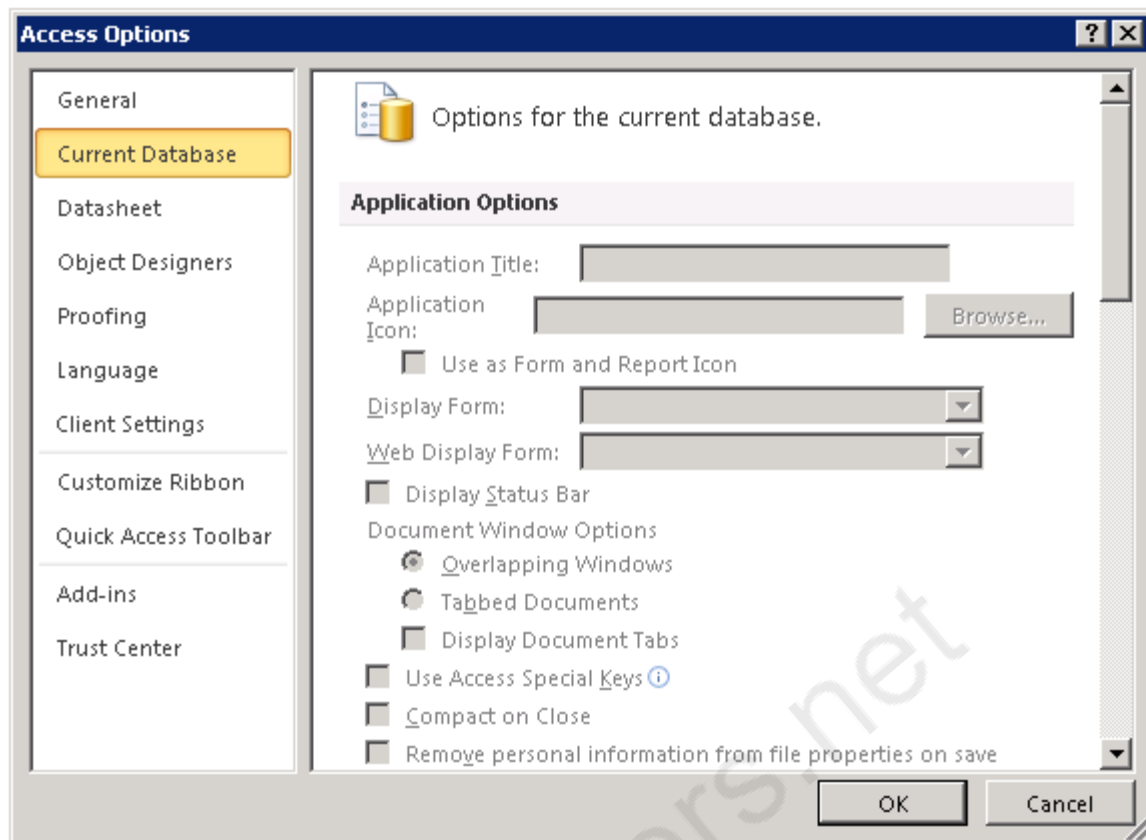 Access Options
General
Current Database
Datasheet
Object Designers
Proofing
Language
Client Settings
Customize Ribbon
Quick Access Toolbar
Add-ins
Trust Center
Options for the current database.
Application Options
Application Title:
Application
Icon:
Browse...
Use as Form and Report Icon
Display Form:
Web Display Form:
Display Status Bar
Document Window Options
Overlapping Windows
Tabbed Documents
Display Document Tabs
Use Access Special Keys
Compact on Close
Remove personal information from file properties on save
OK
Cancel
ers.net